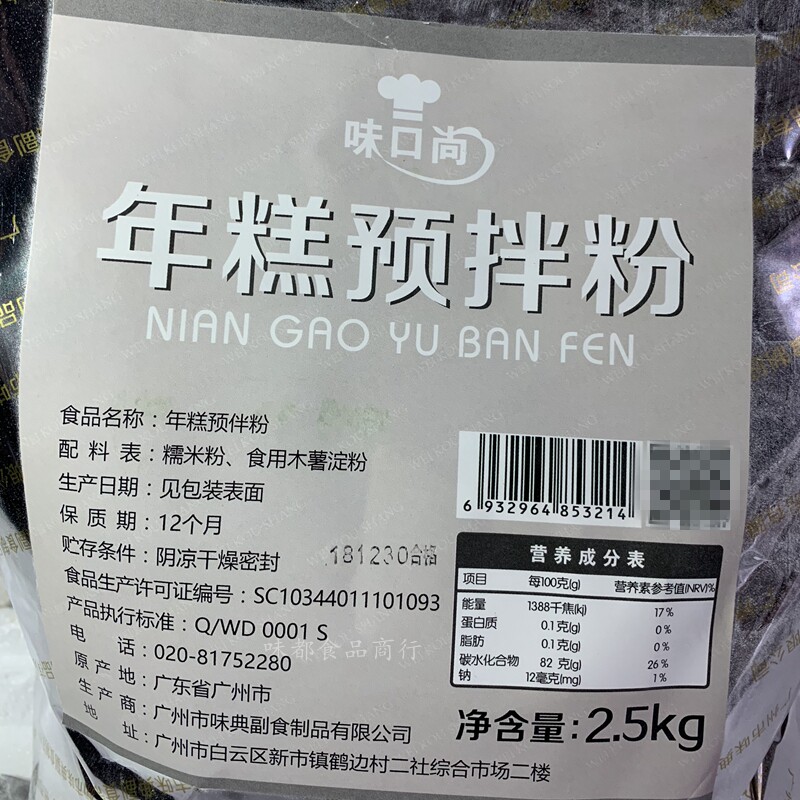 味口尚
年糕预拌粉
NIAN GAO YU BAN FEN
食品名称：年糕预伴粉
配 料 表：糯米粉、食用木薯淀粉
生产日期：见包装表面
保 质 期：12个月
贮存条件：阴凉干燥密封
181230合格
食品生产许可证编号：SC10344011101093
产品执行标准：Q/WD 0001 S
电 话：020-81752280
原 产 地：广东省广州市
生 产 商：广州市味典副食制品有限公司
地 址：广州市白云区新市镇鹤边村二社综合市场二楼
味都食品商行
6 932964 853214
营养成分表
项目 每100克(g) 营养素参考值(NRV)%
能量 1388千焦(kj) 17%
蛋白质 0.1克(g) 0%
脂肪 0.1克(g) 0%
碳水化合物 82 克(g) 26%
钠 12毫克(mg) 1%
净含量：2.5kg